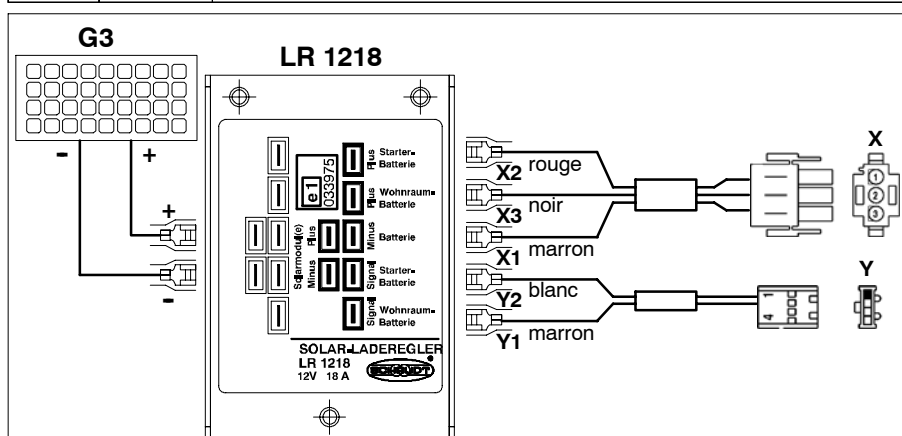 G3
LR 1218
- +
+
-
e1
033975
Plus Starter-Batterie
Plus Wohnraum-Batterie
Solarmodul(e)
Plus
Minus
Minus Batterie
Signal Starter-Batterie
Signal Wohnraum-Batterie
SOLAR-LADEREGLER
LR 1218
12V 18 A
SCHAUDT
®
X2 rouge
X3 noir
X1 marron
Y2 blanc
Y1 marron
X
1
2
3
Y
1
4